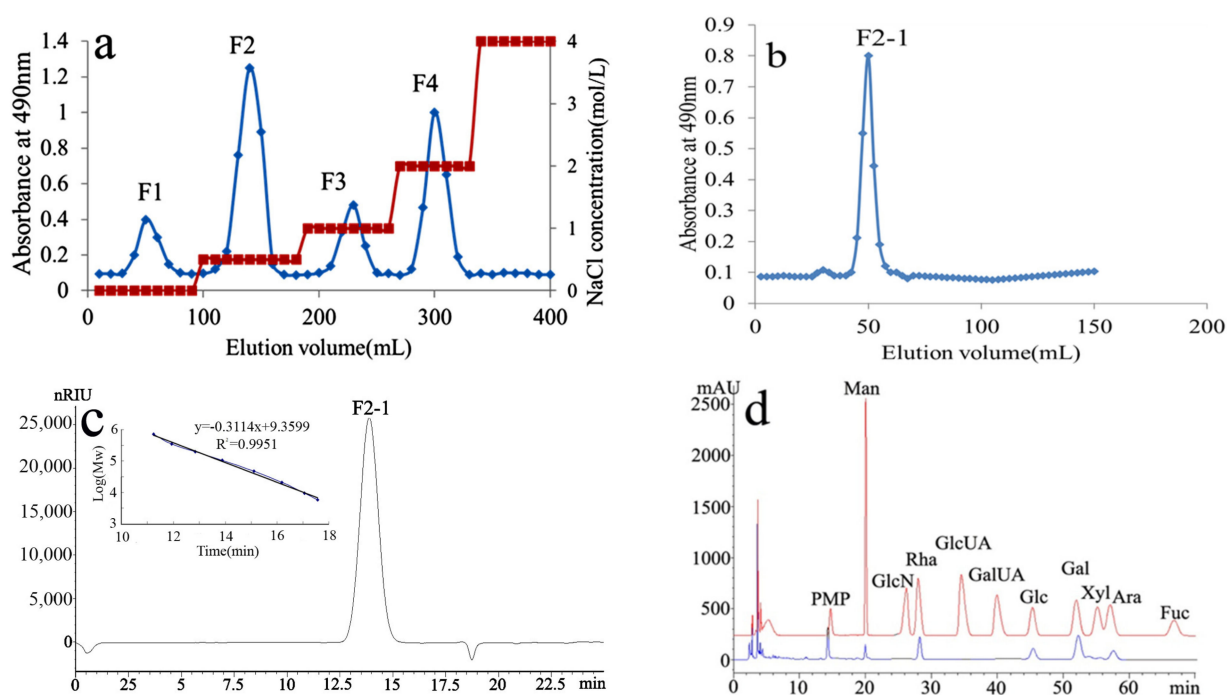 a
F1
F2
F3
F4
1.4
1.2
1
0.8
0.6
0.4
0.2
0
4
3
2
1
0
0 100 200 300 400
Absorbance at 490nm
NaCl concentration(mol/L)
Elution volume(mL)
b
F2-1
0.9
0.8
0.7
0.6
0.5
0.4
0.3
0.2
0.1
0
0 50 100 150 200
Absorbance at 490nm
Elution volume(mL)
nRIU
c
F2-1
25,000
20,000
15,000
10,000
5,000
0
y=-0.3114x+9.3599
R²=0.9951
6
5
4
3
Log(Mw)
10 12 14 16 18
Time(min)
0 2.5 5 7.5 10 12.5 15 17.5 20 22.5 min
mAU
d
2500
2000
1500
1000
500
0
PMP
Man
GlcN
Rha
GlcUA
GalUA
Glc
Gal
Xyl
Ara
Fuc
0 10 20 30 40 50 60 min